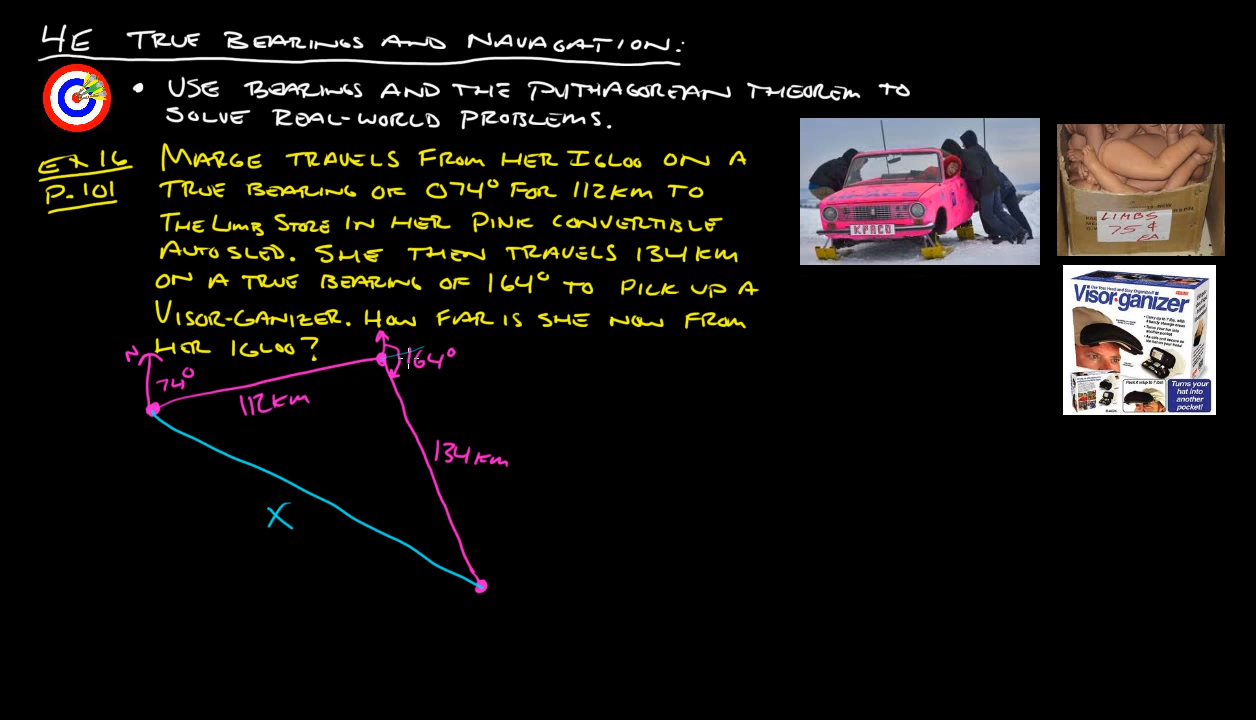 4E TRUE BEARINGS AND NAVAGATION:
• USE BEARINGS AND THE PYTHAGOREAN THEOREM TO
SOLVE REAL-WORLD PROBLEMS.
EX 16
P. 101
MARGE TRAVELS FROM HER IGLOO ON A
TRUE BEARING OF 074° FOR 112KM TO
THE LIMB STORE IN HER PINK CONVERTIBLE
AUTOSLED. SHE THEN TRAVELS 134KM
ON A TRUE BEARING OF 164° TO PICK UP A
VISOR-GANIZER. HOW FAR IS SHE NOW FROM
HER IGLOO?
N
74°
164°
112KM
134KM
X
KPACO
LIMBS
75¢
EA
Visor·ganizer
Turns your
hat into
another
pocket!